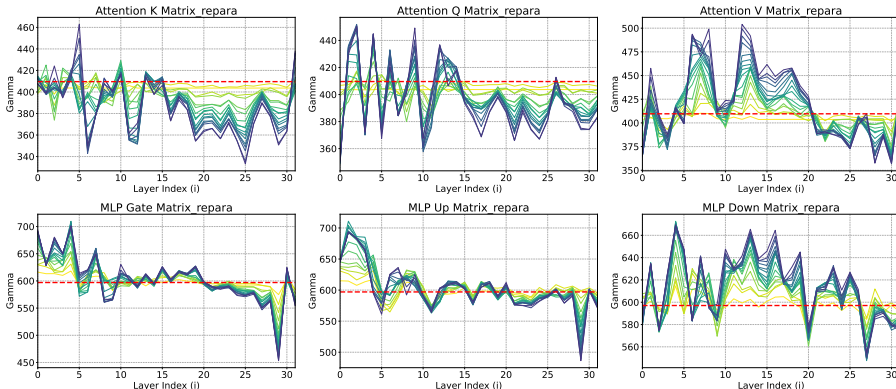 Attention K Matrix_repara
Gamma
460
440
420
400
380
360
340
0 5 10 15 20 25 30
Layer Index (i)
Attention Q Matrix_repara
Gamma
440
420
400
380
360
0 5 10 15 20 25 30
Layer Index (i)
Attention V Matrix_repara
Gamma
500
475
450
425
400
375
350
0 5 10 15 20 25 30
Layer Index (i)
MLP Gate Matrix_repara
Gamma
700
650
600
550
500
450
0 5 10 15 20 25 30
Layer Index (i)
MLP Up Matrix_repara
Gamma
700
650
600
550
500
0 5 10 15 20 25 30
Layer Index (i)
MLP Down Matrix_repara
Gamma
660
640
620
600
580
560
0 5 10 15 20 25 30
Layer Index (i)